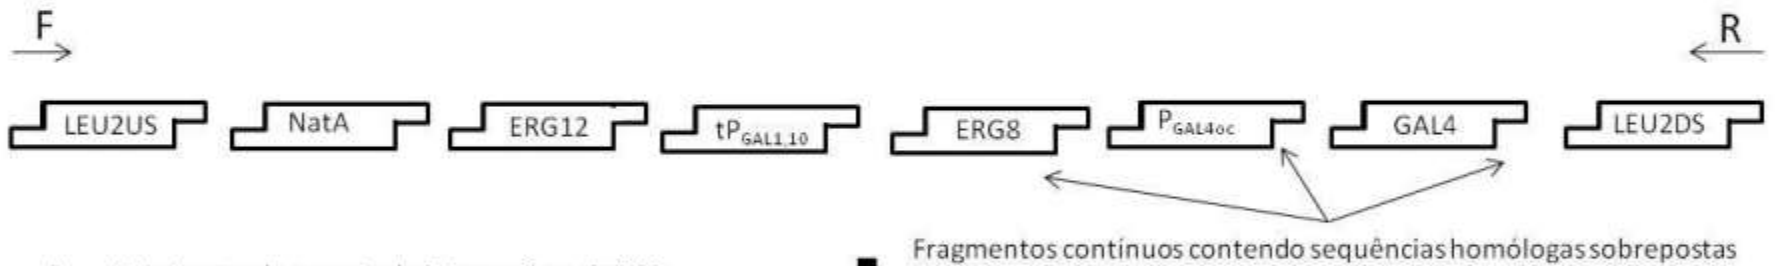 F
R
LEU2US
NatA
ERG12
tPGAL1,10
ERG8
PGAL4oc
GAL4
LEU2DS
Fragmentos contínuos contendo sequências homólogas sobrepostas